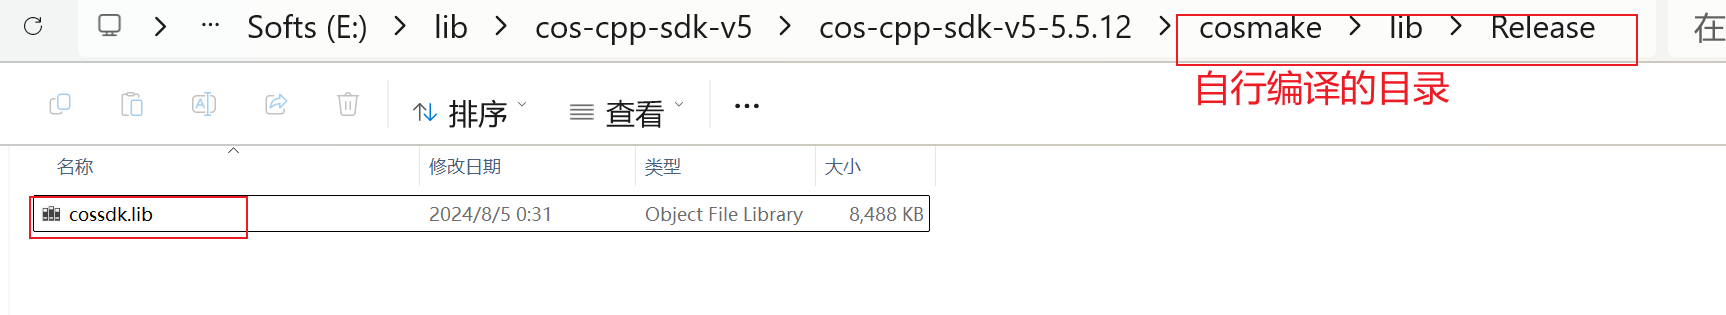 Softs (E:) lib cos-cpp-sdk-v5 cos-cpp-sdk-v5-5.5.12 cosmake lib Release 在
自行编译的目录
排序 查看
名称 修改日期 类型 大小
cossdk.lib 2024/8/5 0:31 Object File Library 8,488 KB